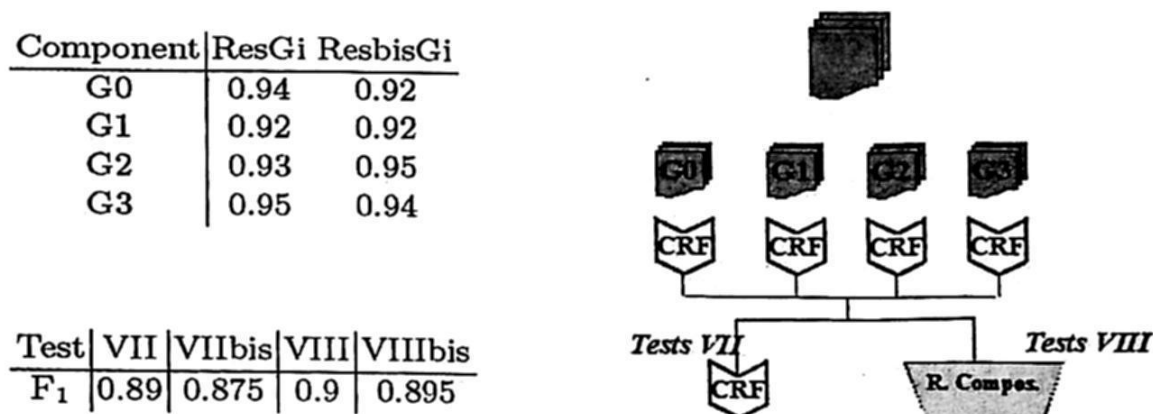 Component ResGi ResbisGi
G0 0.94 0.92
G1 0.92 0.92
G2 0.93 0.95
G3 0.95 0.94
Test VII VIIbis VIII VIIIbis
F1 0.89 0.875 0.9 0.895
G0 G1 G2 G3
CRF CRF CRF CRF
Tests VII Tests VIII
CRF R. Compos.